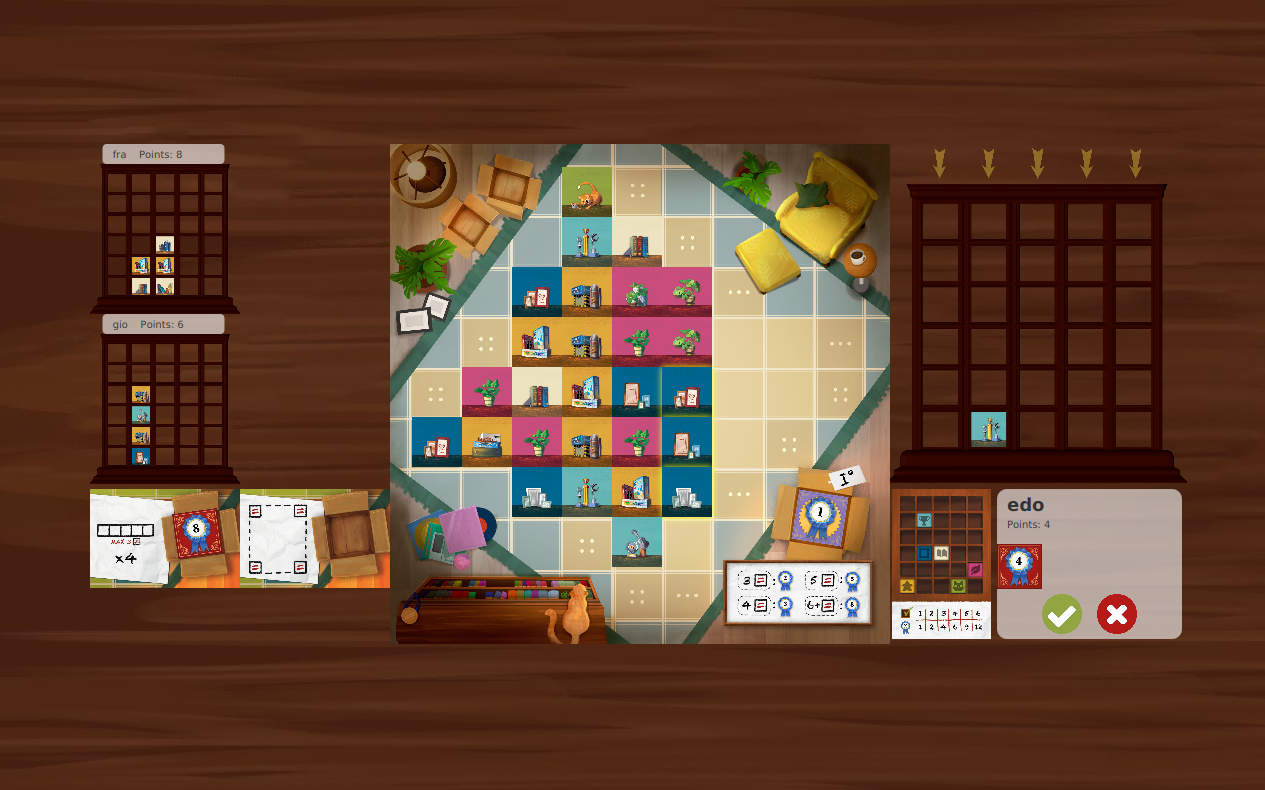 fra Points: 8
gio Points: 6
MAX 3
x4
8
I°
1
3 : 2
5 : 5
4 : 3
6+ : 8
1 2 3 4 5 6
1 2 4 6 9 12
edo
Points: 4
4